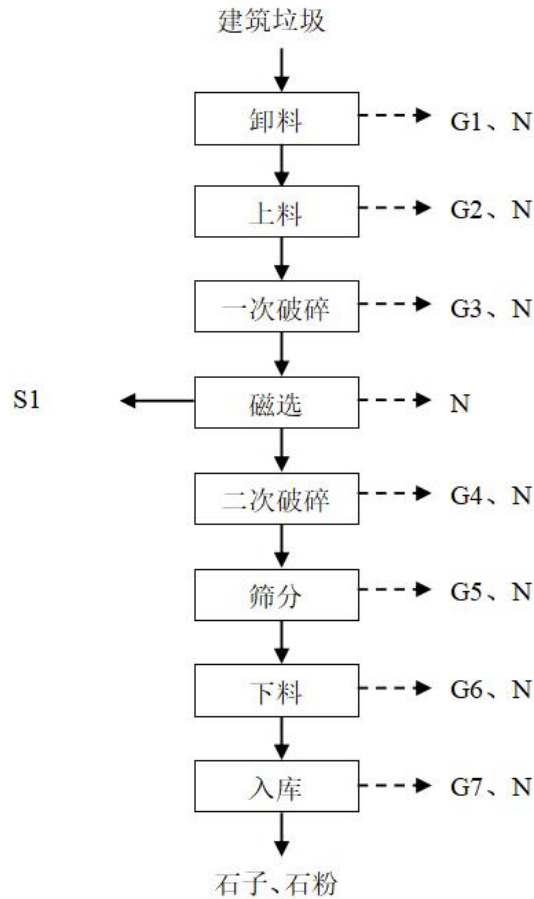 建筑垃圾
卸料 G1、N
上料 G2、N
一次破碎 G3、N
S1 磁选 N
二次破碎 G4、N
筛分 G5、N
下料 G6、N
入库 G7、N
石子、石粉